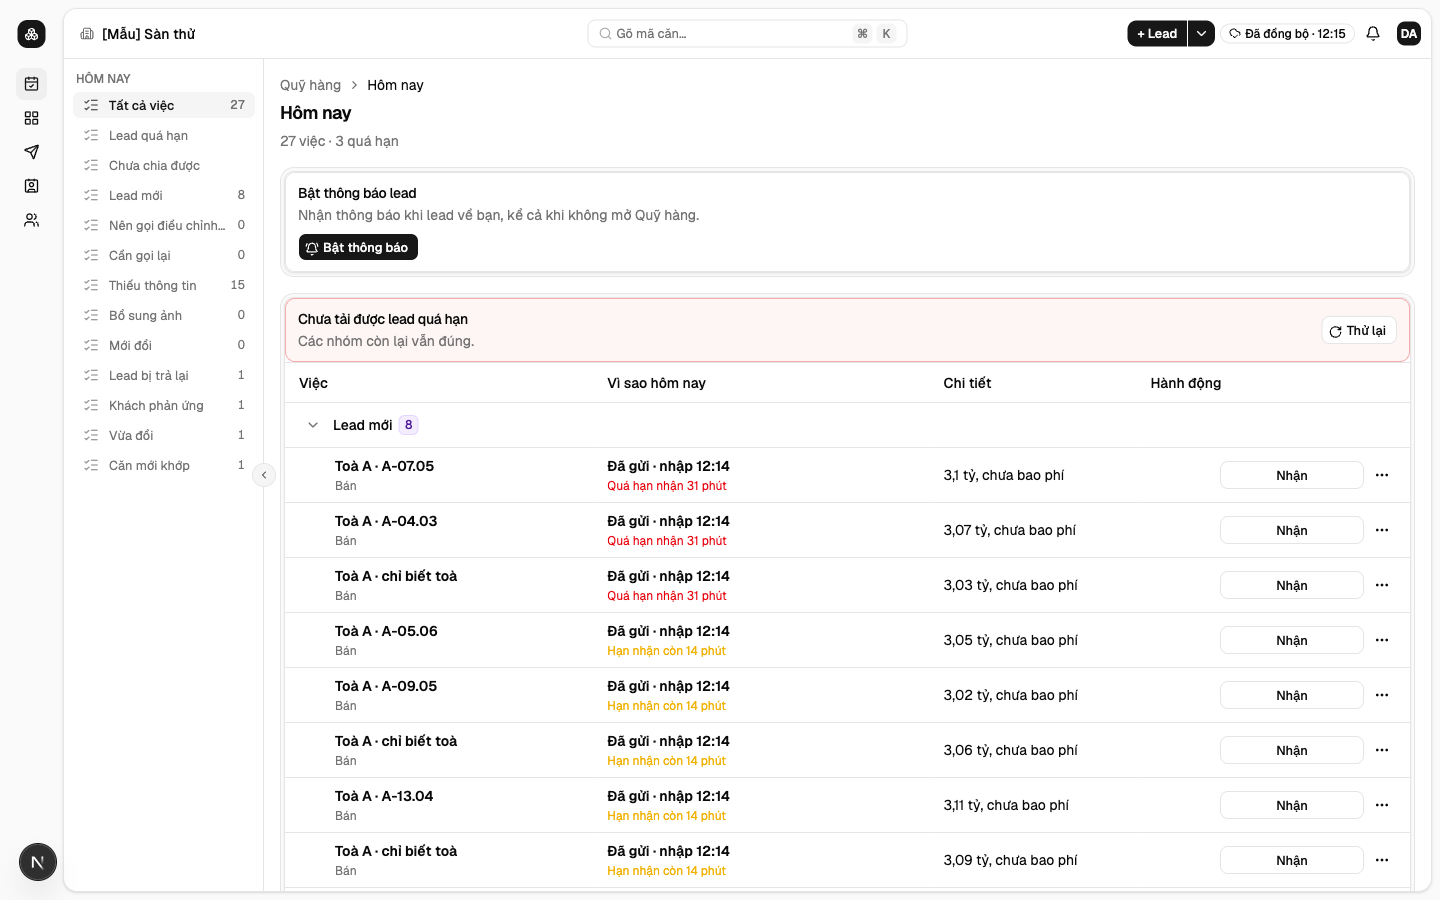 [Mẫu] Sàn thử
Gõ mã căn...
⌘ K
+ Lead
Đã đồng bộ · 12:15
DA
HÔM NAY
Tất cả việc 27
Lead quá hạn
Chưa chia được
Lead mới 8
Nên gọi điều chỉnh... 0
Cần gọi lại 0
Thiếu thông tin 15
Bổ sung ảnh 0
Mới đổi 0
Lead bị trả lại 1
Khách phản ứng 1
Vừa đổi 1
Căn mới khớp 1
N
Quỹ hàng > Hôm nay
Hôm nay
27 việc · 3 quá hạn
Bật thông báo lead
Nhận thông báo khi lead về bạn, kể cả khi không mở Quỹ hàng.
Bật thông báo
Chưa tải được lead quá hạn
Các nhóm còn lại vẫn đúng.
Thử lại
Việc Vì sao hôm nay Chi tiết Hành động
Lead mới 8
Toà A · A-07.05 Đã gửi · nhập 12:14 3,1 tỷ, chưa bao phí Nhận
Bán Quá hạn nhận 31 phút
Toà A · A-04.03 Đã gửi · nhập 12:14 3,07 tỷ, chưa bao phí Nhận
Bán Quá hạn nhận 31 phút
Toà A · chỉ biết toà Đã gửi · nhập 12:14 3,03 tỷ, chưa bao phí Nhận
Bán Quá hạn nhận 31 phút
Toà A · A-05.06 Đã gửi · nhập 12:14 3,05 tỷ, chưa bao phí Nhận
Bán Hạn nhận còn 14 phút
Toà A · A-09.05 Đã gửi · nhập 12:14 3,02 tỷ, chưa bao phí Nhận
Bán Hạn nhận còn 14 phút
Toà A · chỉ biết toà Đã gửi · nhập 12:14 3,06 tỷ, chưa bao phí Nhận
Bán Hạn nhận còn 14 phút
Toà A · A-13.04 Đã gửi · nhập 12:14 3,11 tỷ, chưa bao phí Nhận
Bán Hạn nhận còn 14 phút
Toà A · chỉ biết toà Đã gửi · nhập 12:14 3,09 tỷ, chưa bao phí Nhận
Bán Hạn nhận còn 14 phút